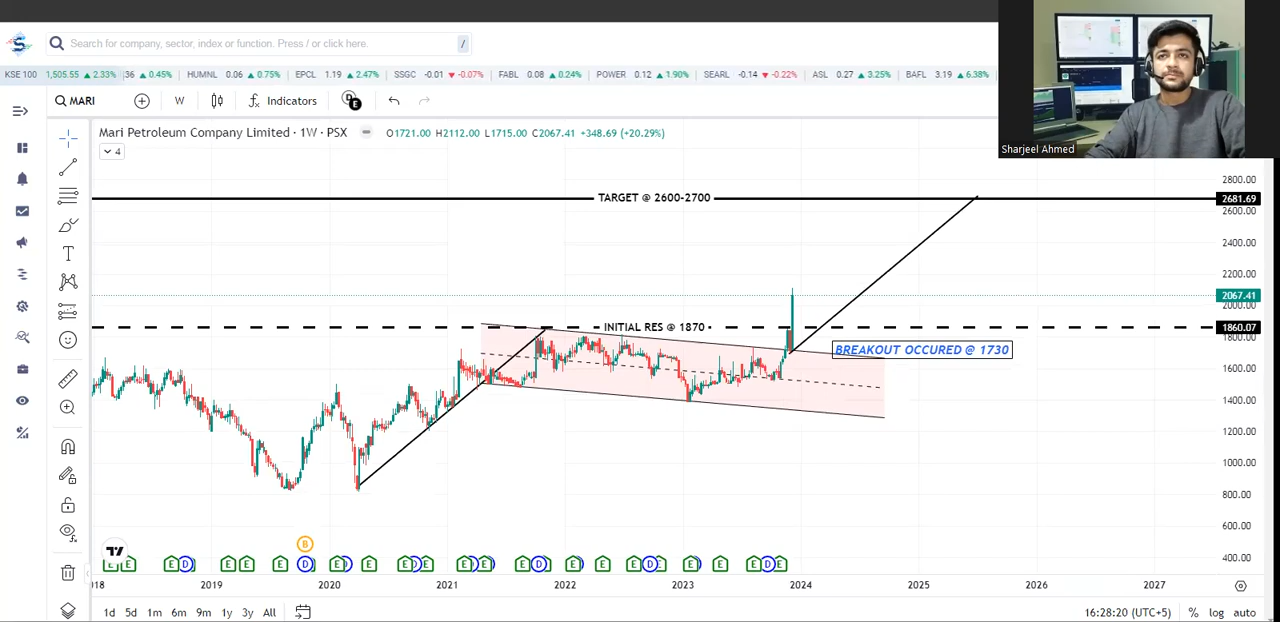 Search for company, sector, index or function. Press / or click here. /
KSE 100 1,505.55 ▲ 2.33% 36 ▲ 0.45% HUMNL 0.06 ▲ 0.75% EPCL 1.19 ▲ 2.47% SSGC -0.01 ▼ -0.07% FABL 0.08 ▲ 0.24% POWER 0.12 ▲ 1.90% SEARL -0.14 ▼ -0.22% ASL 0.27 ▲ 3.25% BAFL 3.19 ▲ 6.38%
MARI W Indicators D E
Sharjeel Ahmed
Mari Petroleum Company Limited · 1W · PSX O1721.00 H2112.00 L1715.00 C2067.41 +348.69 (+20.29%)
4
2800.00
TARGET @ 2600-2700
2681.69
2600.00
2400.00
2200.00
2067.41
2000.00
INITIAL RES @ 1870
1860.07
1800.00
BREAKOUT OCCURED @ 1730
1600.00
1400.00
1200.00
1000.00
800.00
600.00
B
400.00
E E E D E E E D E D E E D E E D E E D E E E D E E E D E
018 2019 2020 2021 2022 2023 2024 2025 2026 2027
1d 5d 1m 6m 9m 1y 3y All 16:28:20 (UTC+5) % log auto